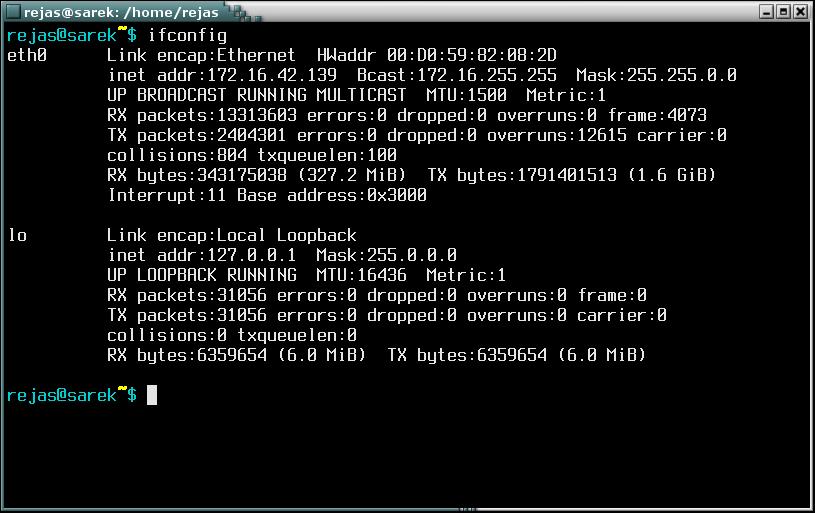 rejas@sarek: /home/rejas
rejas@sarek~$ ifconfig
eth0      Link encap:Ethernet  HWaddr 00:D0:59:82:08:2D
          inet addr:172.16.42.139  Bcast:172.16.255.255  Mask:255.255.0.0
          UP BROADCAST RUNNING MULTICAST  MTU:1500  Metric:1
          RX packets:13313603 errors:0 dropped:0 overruns:0 frame:4073
          TX packets:2404301 errors:0 dropped:0 overruns:12615 carrier:0
          collisions:804 txqueuelen:100
          RX bytes:343175038 (327.2 MiB)  TX bytes:1791401513 (1.6 GiB)
          Interrupt:11 Base address:0x3000

lo        Link encap:Local Loopback
          inet addr:127.0.0.1  Mask:255.0.0.0
          UP LOOPBACK RUNNING  MTU:16436  Metric:1
          RX packets:31056 errors:0 dropped:0 overruns:0 frame:0
          TX packets:31056 errors:0 dropped:0 overruns:0 carrier:0
          collisions:0 txqueuelen:0
          RX bytes:6359654 (6.0 MiB)  TX bytes:6359654 (6.0 MiB)

rejas@sarek~$